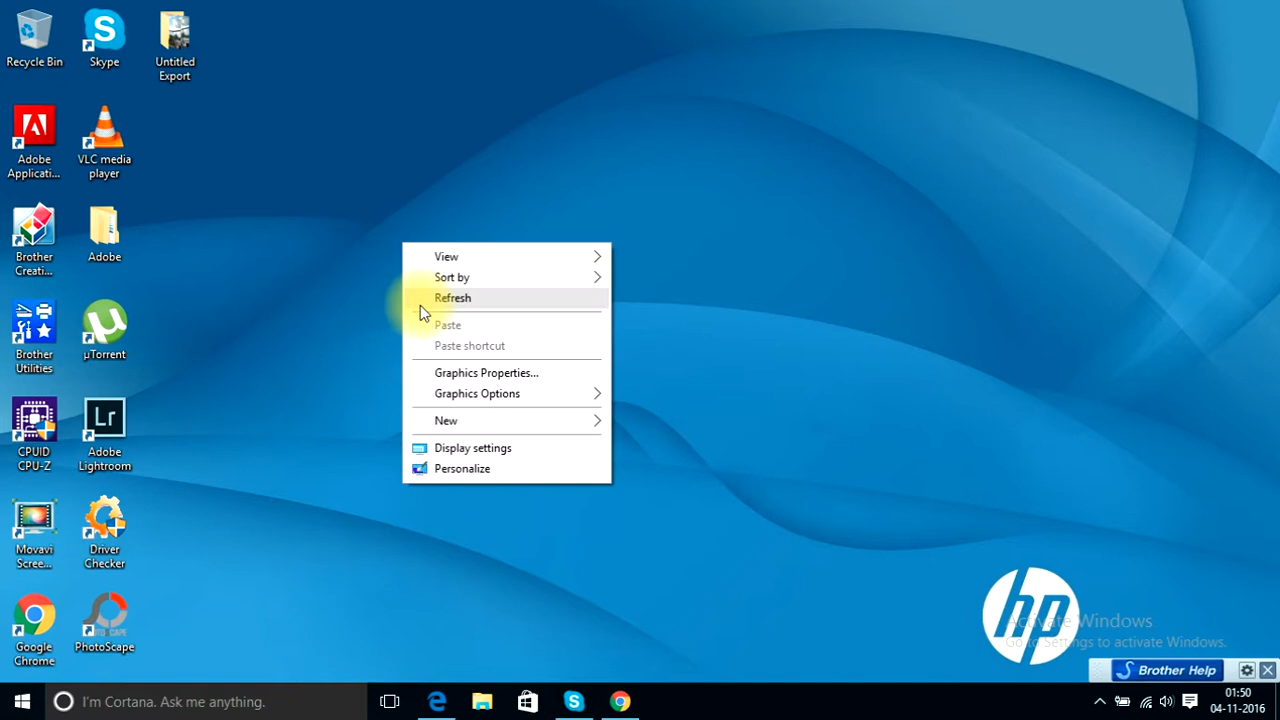 Recycle Bin
Skype
Untitled
Export
Adobe
Applicati...
VLC media
player
Brother
Creati...
Adobe
Brother
Utilities
µTorrent
CPUID
CPU-Z
Lr
Adobe
Lightroom
Movavi
Scree...
Driver
Checker
Google
Chrome
PhotoScape
View
Sort by
Refresh
Paste
Paste shortcut
Graphics Properties...
Graphics Options
New
Display settings
Personalize
hp
Activate Windows
Go to Settings to activate Windows.
Brother Help
I'm Cortana. Ask me anything.
01:50
04-11-2016